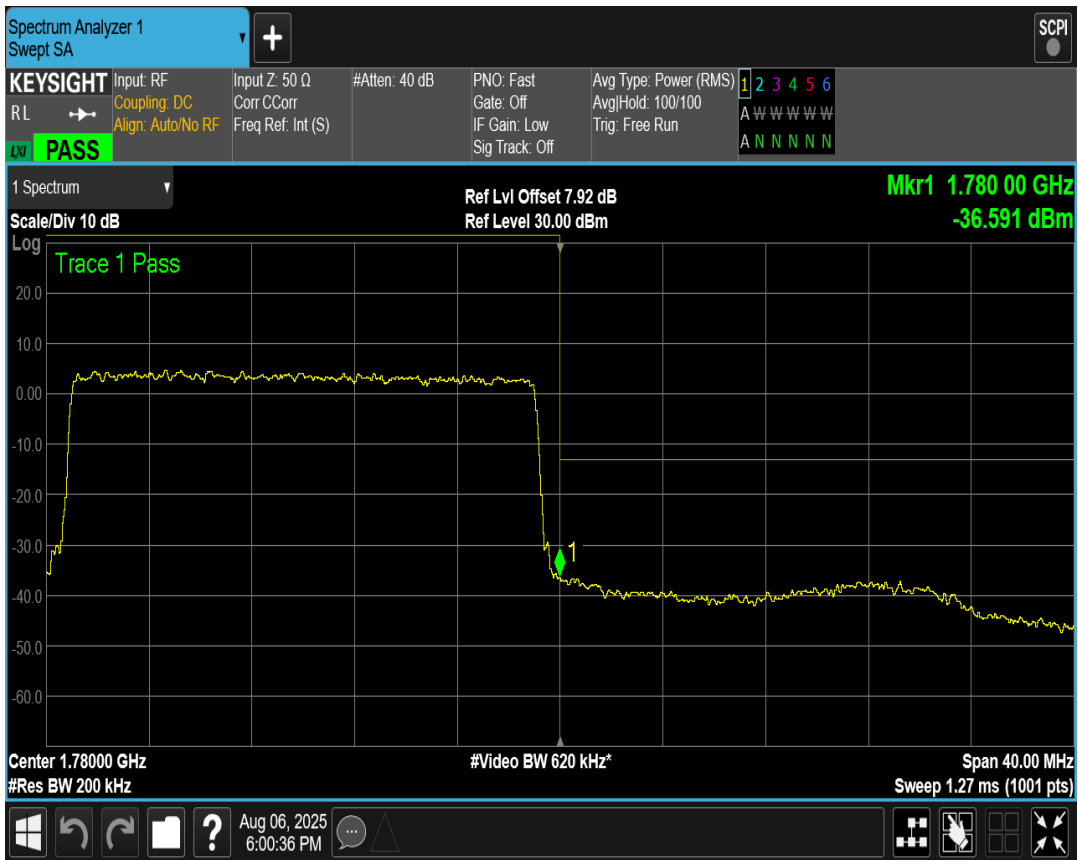 Spectrum Analyzer 1
Swept SA
+
SCPI
KEYSIGHT
RL
LXI PASS
Input: RF
Coupling: DC
Align: Auto/No RF
Input Z: 50 Ω
Corr CCorr
Freq Ref: Int (S)
#Atten: 40 dB
PNO: Fast
Gate: Off
IF Gain: Low
Sig Track: Off
Avg Type: Power (RMS)
Avg|Hold: 100/100
Trig: Free Run
1 2 3 4 5 6
A W W W W W
A N N N N N
1 Spectrum
Scale/Div 10 dB
Ref Lvl Offset 7.92 dB
Ref Level 30.00 dBm
Mkr1 1.780 00 GHz
-36.591 dBm
Log
Trace 1 Pass
20.0
10.0
0.00
-10.0
-20.0
-30.0
1
-40.0
-50.0
-60.0
Center 1.78000 GHz
#Res BW 200 kHz
#Video BW 620 kHz*
Span 40.00 MHz
Sweep 1.27 ms (1001 pts)
?
Aug 06, 2025
6:00:36 PM